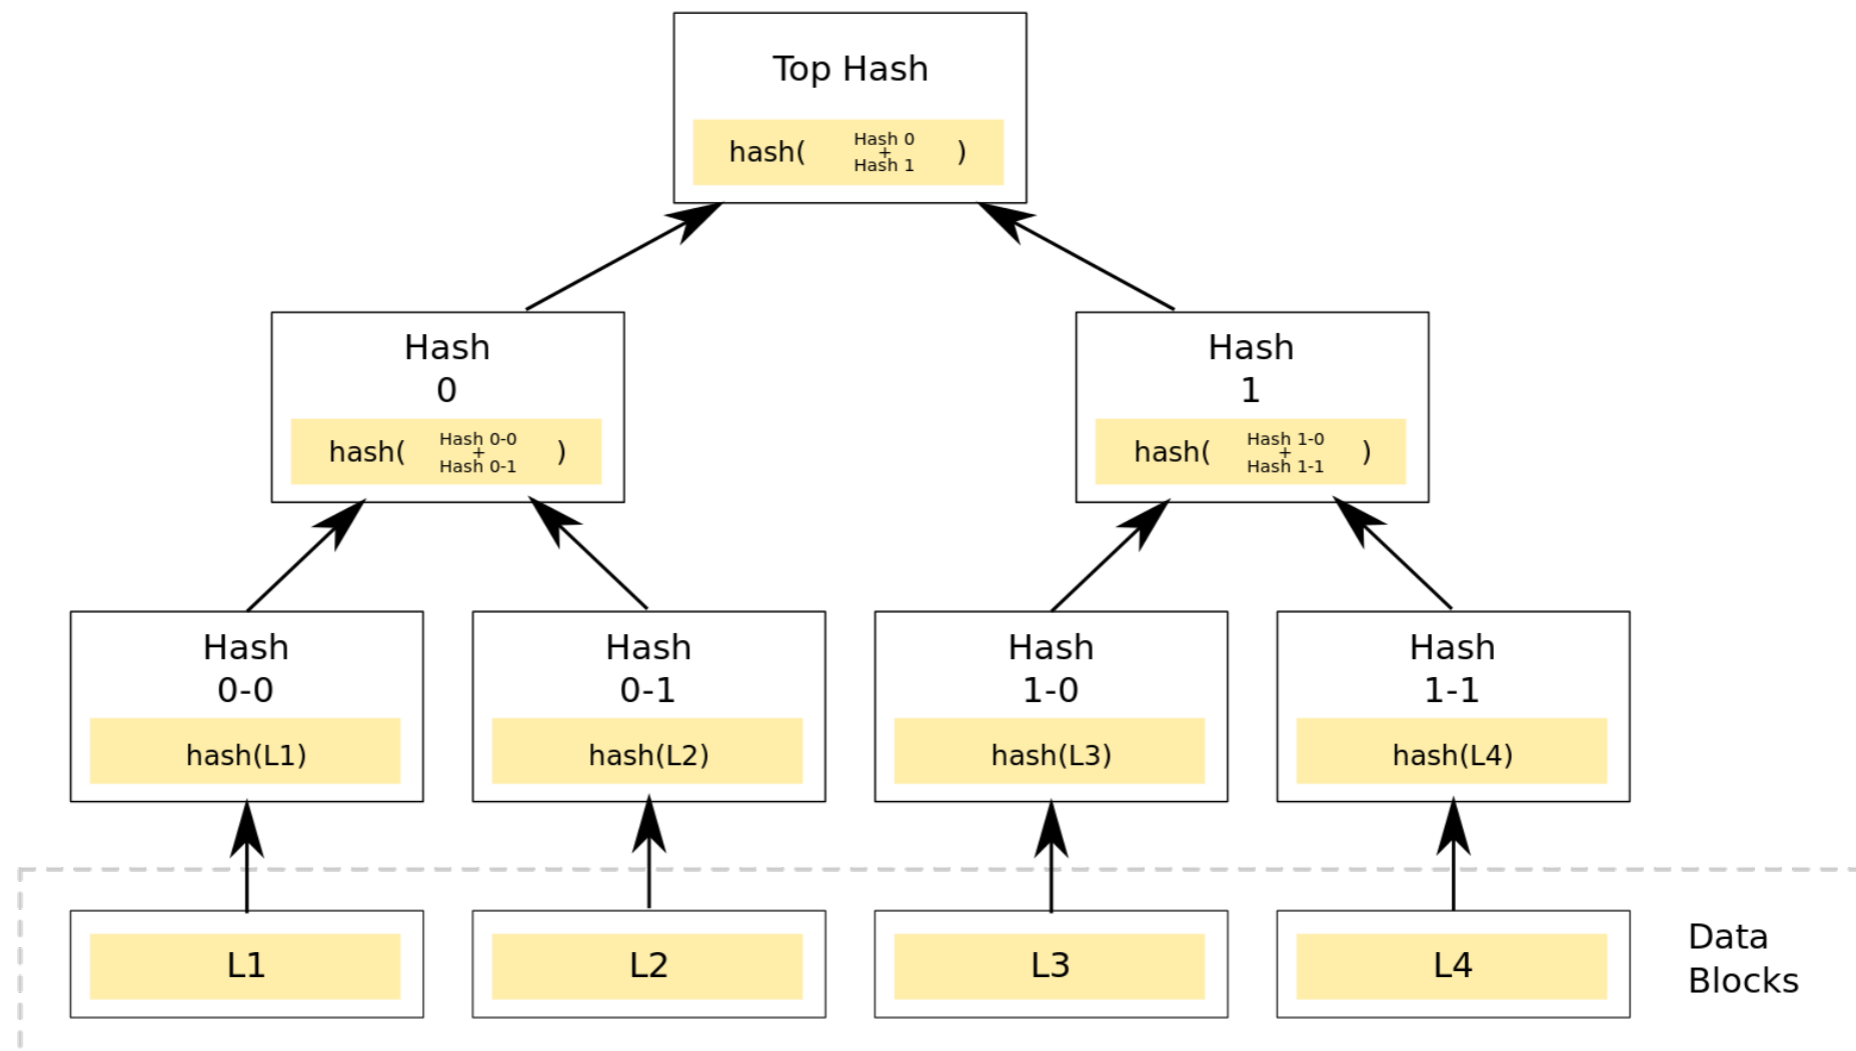 Top Hash
hash( Hash 0 + Hash 1 )
Hash
0
hash( Hash 0-0 + Hash 0-1 )
Hash
1
hash( Hash 1-0 + Hash 1-1 )
Hash
0-0
hash(L1)
Hash
0-1
hash(L2)
Hash
1-0
hash(L3)
Hash
1-1
hash(L4)
L1
L2
L3
L4
Data
Blocks